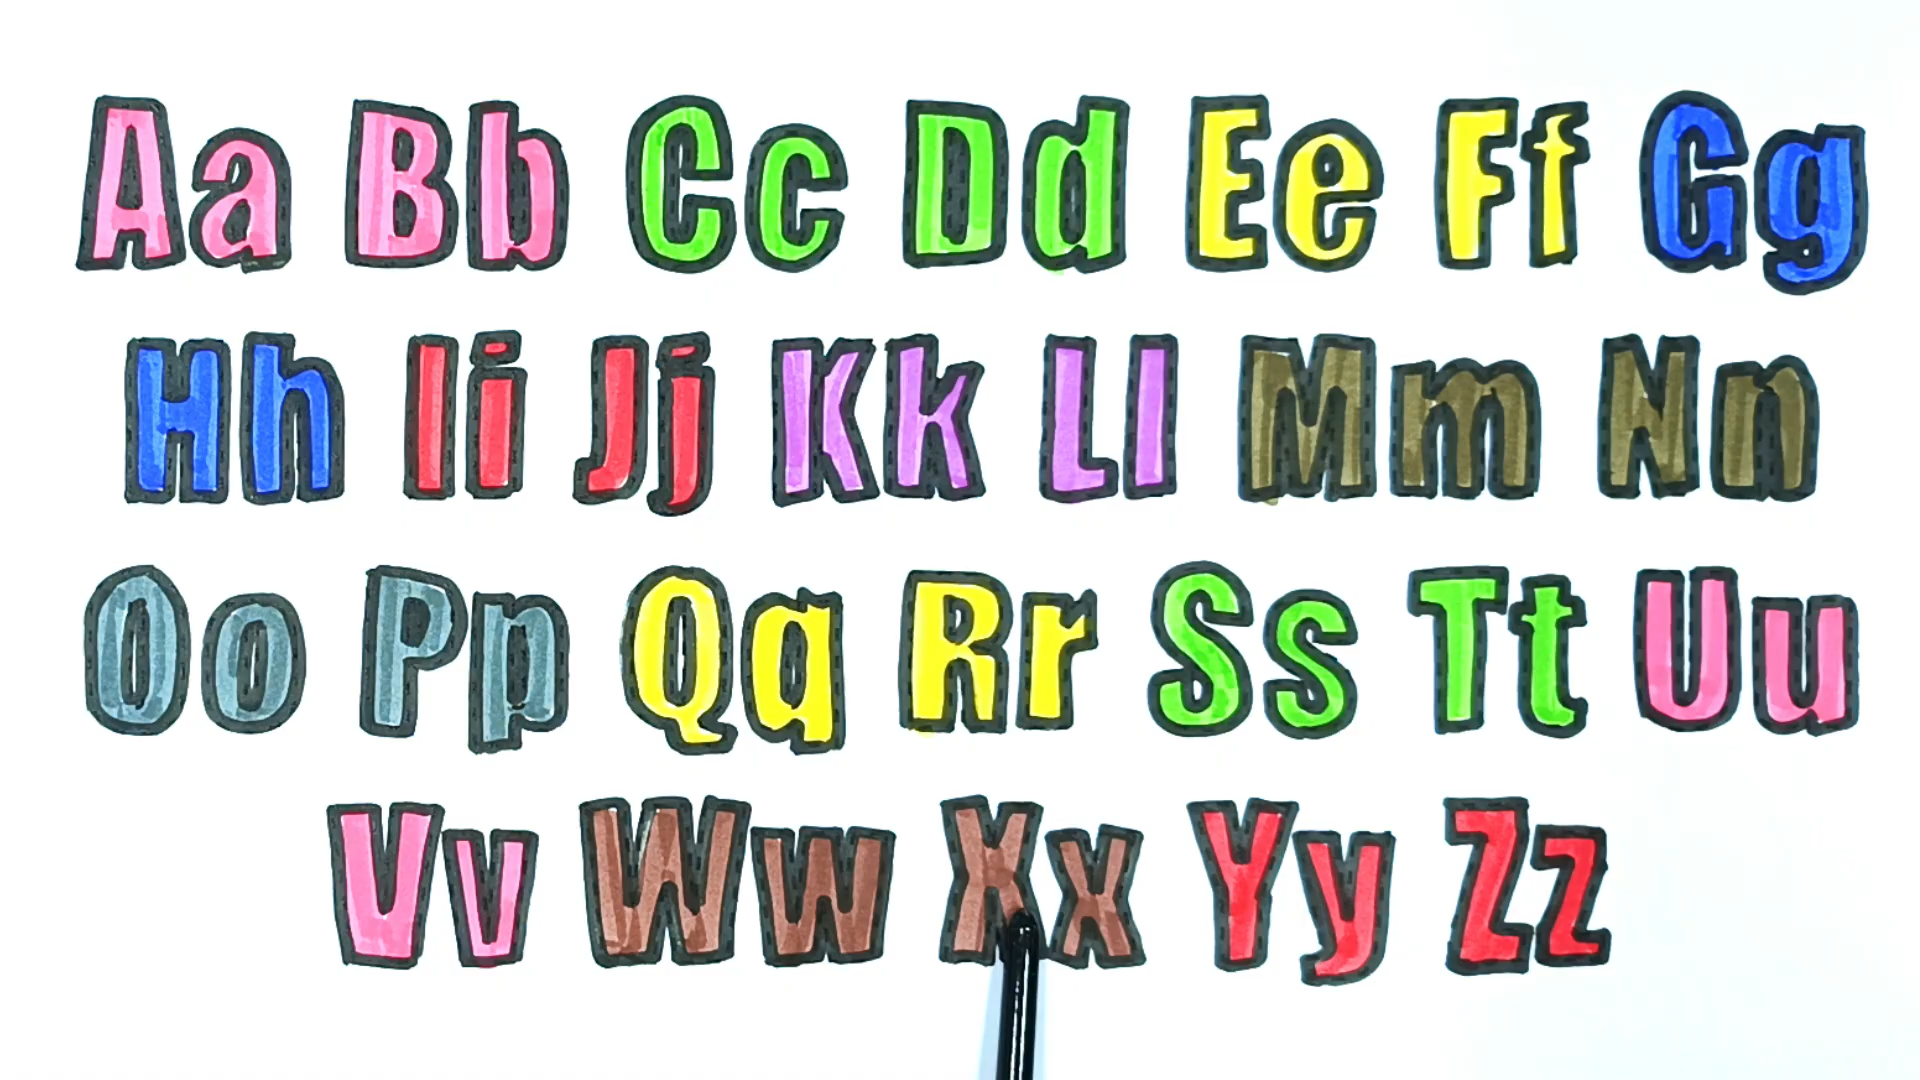 Aa Bb Cc Dd Ee Ff Gg
Hh Ii Jj Kk Ll Mm Nn
Oo Pp Qq Rr Ss Tt Uu
Vv Ww Xx Yy Zz